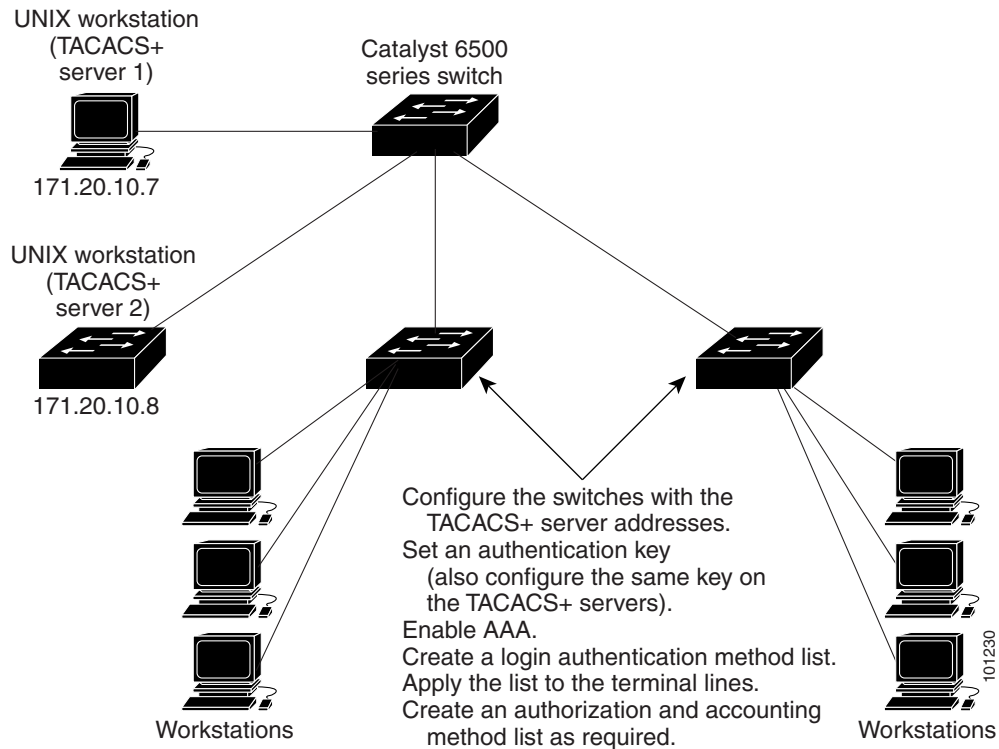 UNIX workstation
(TACACS+
server 1)
Catalyst 6500
series switch
171.20.10.7
UNIX workstation
(TACACS+
server 2)
171.20.10.8
Configure the switches with the
TACACS+ server addresses.
Set an authentication key
(also configure the same key on
the TACACS+ servers).
Enable AAA.
Create a login authentication method list.
Apply the list to the terminal lines.
Create an authorization and accounting
method list as required.
Workstations
Workstations
101230